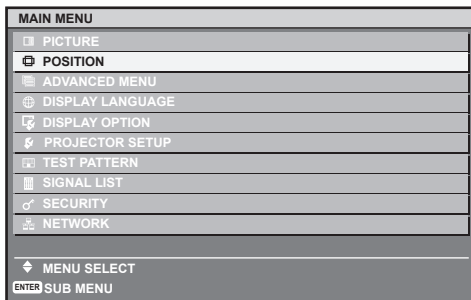 MAIN MENU
PICTURE
POSITION
ADVANCED MENU
DISPLAY LANGUAGE
DISPLAY OPTION
PROJECTOR SETUP
TEST PATTERN
SIGNAL LIST
SECURITY
NETWORK
MENU SELECT
ENTER SUB MENU